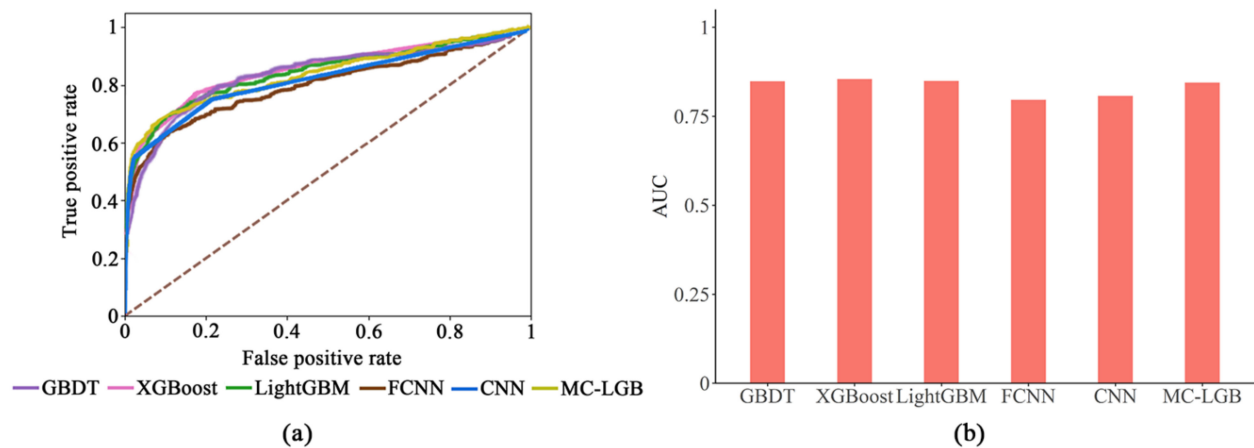 1
0.8
0.6
0.4
0.2
0
True positive rate
0 0.2 0.4 0.6 0.8 1
False positive rate
GBDT XGBoost LightGBM FCNN CNN MC-LGB
(a)
1
0.75
0.5
0.25
0
AUC
GBDT XGBoost LightGBM FCNN CNN MC-LGB
(b)